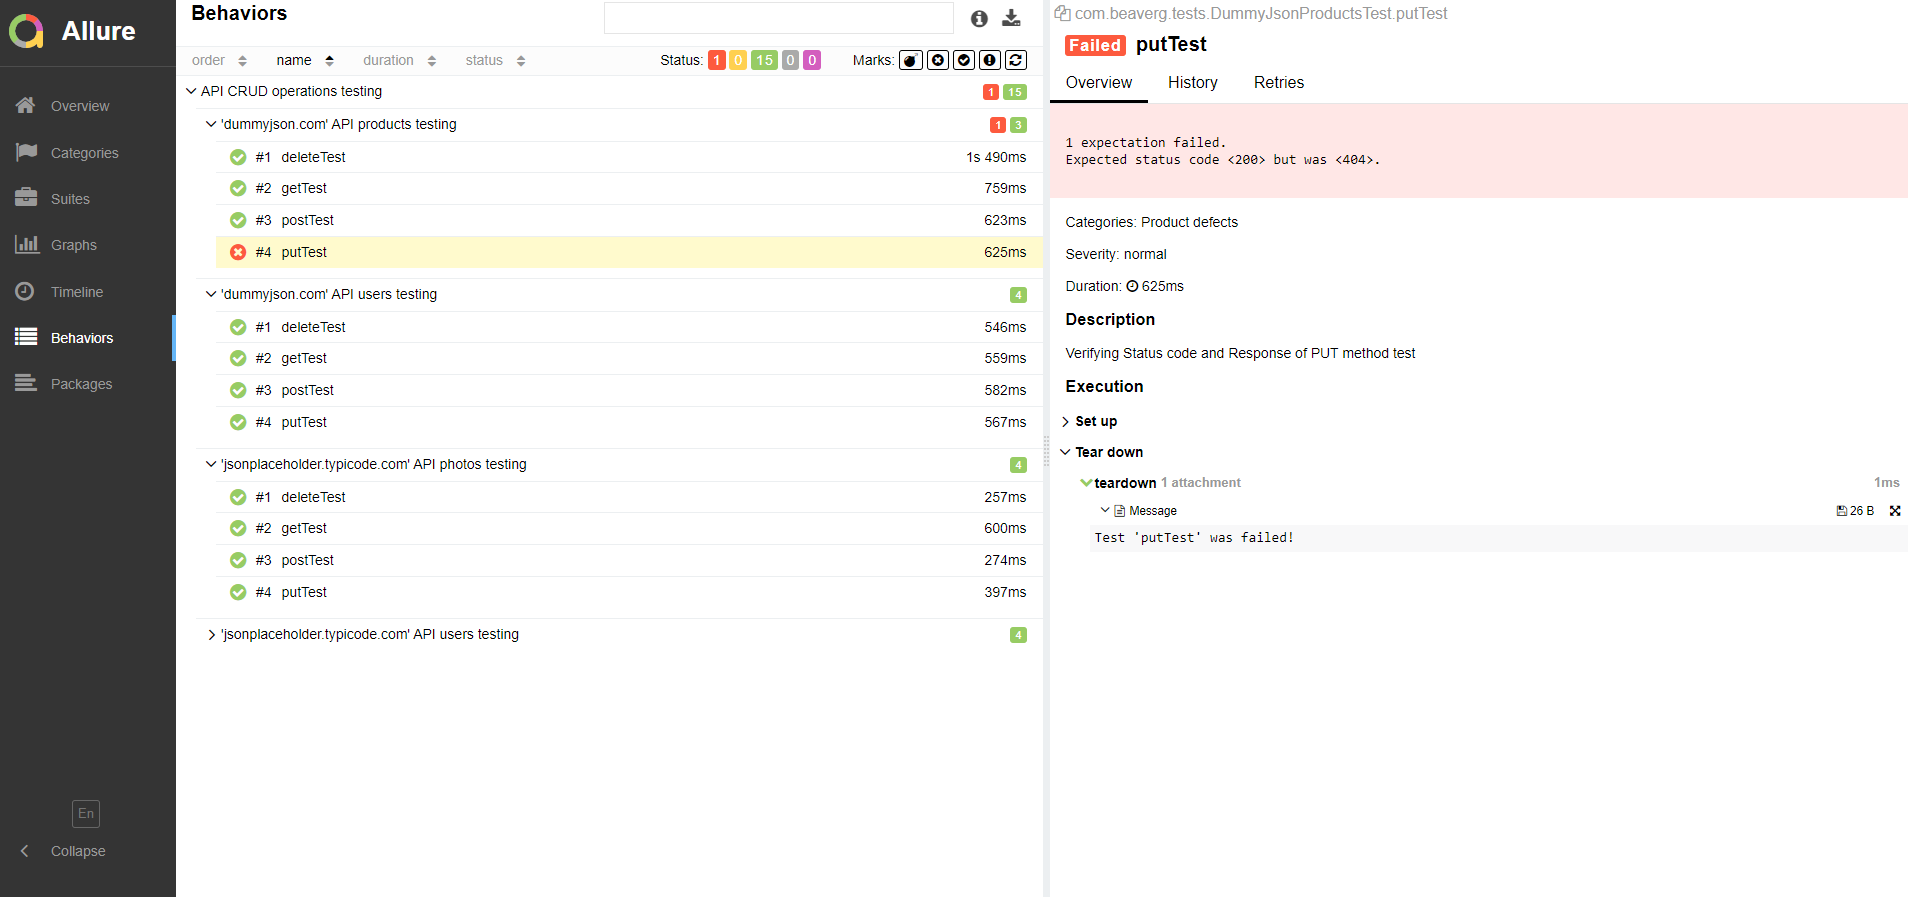 Allure
Overview
Categories
Suites
Graphs
Timeline
Behaviors
Packages
En
Collapse
Behaviors
order name duration status Status: 1 0 15 0 0 Marks:
API CRUD operations testing 1 15
'dummyjson.com' API products testing 1 3
#1 deleteTest 1s 490ms
#2 getTest 759ms
#3 postTest 623ms
#4 putTest 625ms
'dummyjson.com' API users testing 4
#1 deleteTest 546ms
#2 getTest 559ms
#3 postTest 582ms
#4 putTest 567ms
'jsonplaceholder.typicode.com' API photos testing 4
#1 deleteTest 257ms
#2 getTest 600ms
#3 postTest 274ms
#4 putTest 397ms
'jsonplaceholder.typicode.com' API users testing 4
com.beaverg.tests.DummyJsonProductsTest.putTest
Failed putTest
Overview History Retries
1 expectation failed.
Expected status code <200> but was <404>.
Categories: Product defects
Severity: normal
Duration: 625ms
Description
Verifying Status code and Response of PUT method test
Execution
Set up
Tear down
teardown 1 attachment 1ms
Message 26 B
Test 'putTest' was failed!